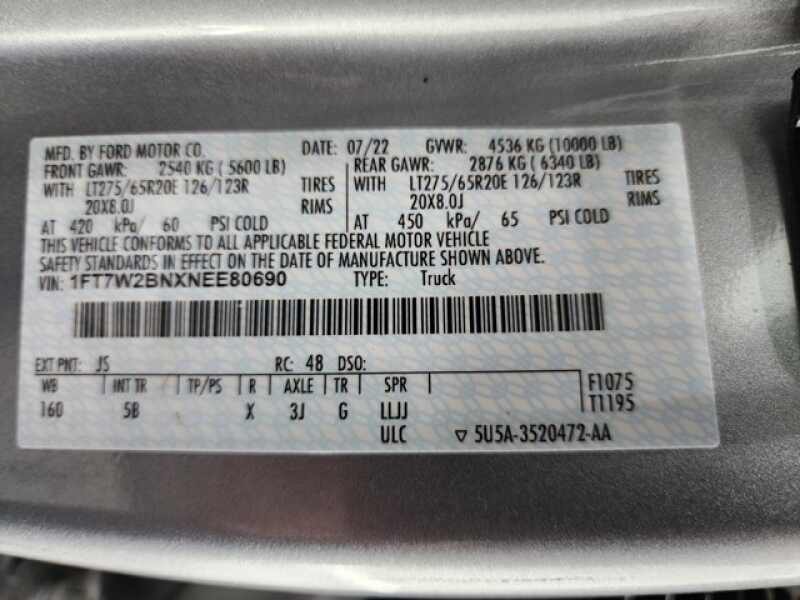 MFD. BY FORD MOTOR CO. DATE: 07/22 GVWR: 4536 KG (10000 LB)
FRONT GAWR: 2540 KG ( 5600 LB) REAR GAWR: 2876 KG ( 6340 LB)
WITH LT275/65R20E 126/123R TIRES WITH LT275/65R20E 126/123R TIRES
20X8.0J RIMS 20X8.0J RIMS
AT 420 kPa/ 60 PSI COLD AT 450 kPa/ 65 PSI COLD
THIS VEHICLE CONFORMS TO ALL APPLICABLE FEDERAL MOTOR VEHICLE
SAFETY STANDARDS IN EFFECT ON THE DATE OF MANUFACTURE SHOWN ABOVE.
VIN: 1FT7W2BNXNEE80690 TYPE: Truck
EXT PNT: JS RC: 48 DSO:
WB INT TR TP/PS R AXLE TR SPR F1075
160 5B X 3J G LLJJ T1195
ULC ▽ 5U5A-3520472-AA